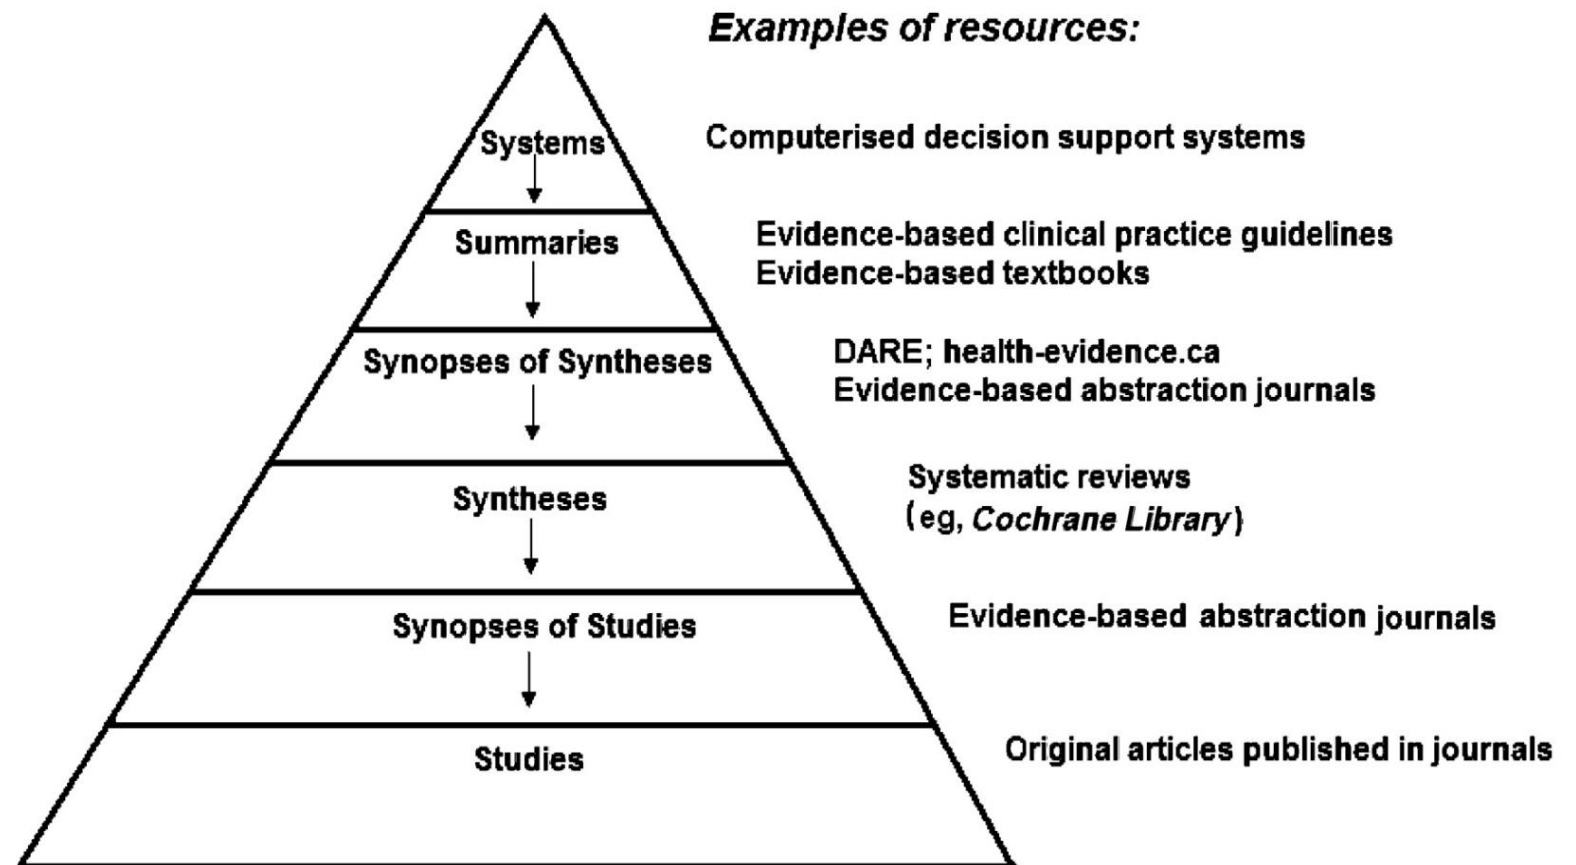 Examples of resources:
Systems
Computerised decision support systems
Summaries
Evidence-based clinical practice guidelines
Evidence-based textbooks
Synopses of Syntheses
DARE; health-evidence.ca
Evidence-based abstraction journals
Syntheses
Systematic reviews
(eg, Cochrane Library)
Synopses of Studies
Evidence-based abstraction journals
Studies
Original articles published in journals